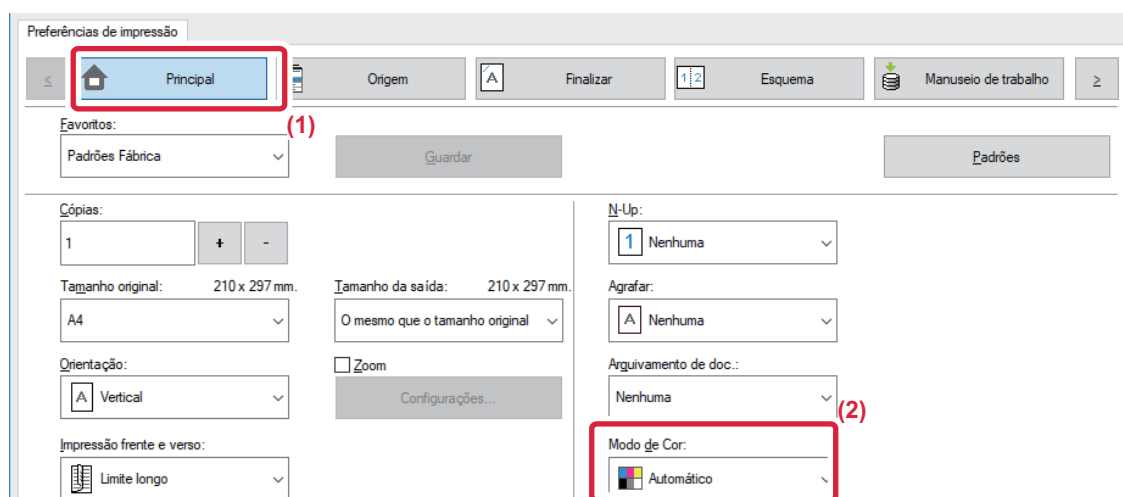 Preferências de impressão
≤ Principal Origem Finalizar 1 2 Esquema Manuseio de trabalho ≥
(1)
Favoritos:
Padrões Fábrica Guardar Padrões
Cópias: N-Up:
1 + - 1 Nenhuma
Tamanho original: 210 x 297 mm. Tamanho da saída: 210 x 297 mm. Agrafar:
A4 O mesmo que o tamanho original A Nenhuma
Orientação: Zoom Arquivamento de doc.:
A Vertical Configurações... Nenhuma
(2)
Impressão frente e verso: Modo de Cor:
Limite longo Automático